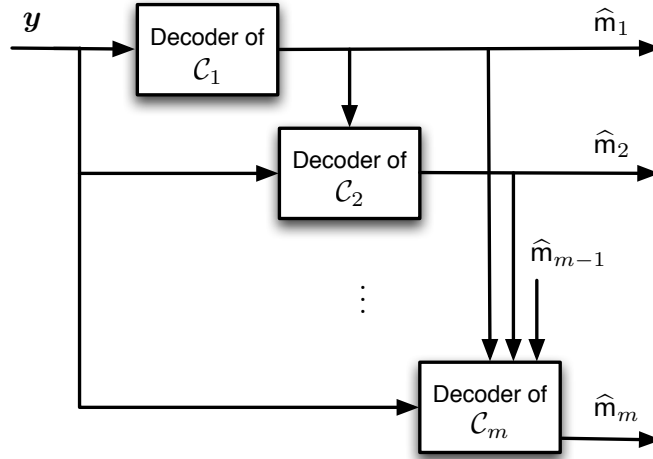 y
Decoder of
𝒞₁
m̂₁
Decoder of
𝒞₂
m̂₂
⋮
m̂ₘ₋₁
Decoder of
𝒞ₘ
m̂ₘ